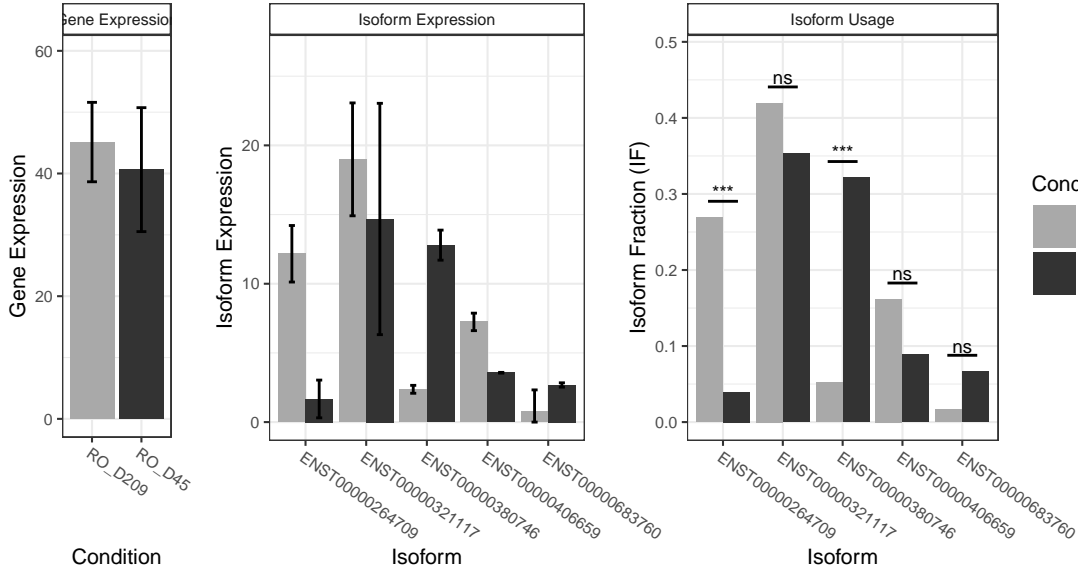 Gene Expression
Isoform Expression
Isoform Usage
Gene Expression
60
40
20
0
RO_D209
RO_D45
Condition
Isoform Expression
20
10
0
ENST00000264709
ENST00000321117
ENST00000380746
ENST00000406659
ENST00000683760
Isoform
Isoform Fraction (IF)
0.5
0.4
0.3
0.2
0.1
0.0
***
ns
***
ns
ns
ENST00000264709
ENST00000321117
ENST00000380746
ENST00000406659
ENST00000683760
Isoform
Cond